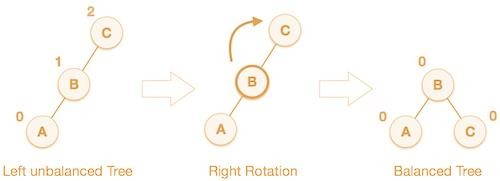 2
C
1
B
0
A
Left unbalanced Tree
C
B
A
Right Rotation
0
B
0 0
A C
Balanced Tree